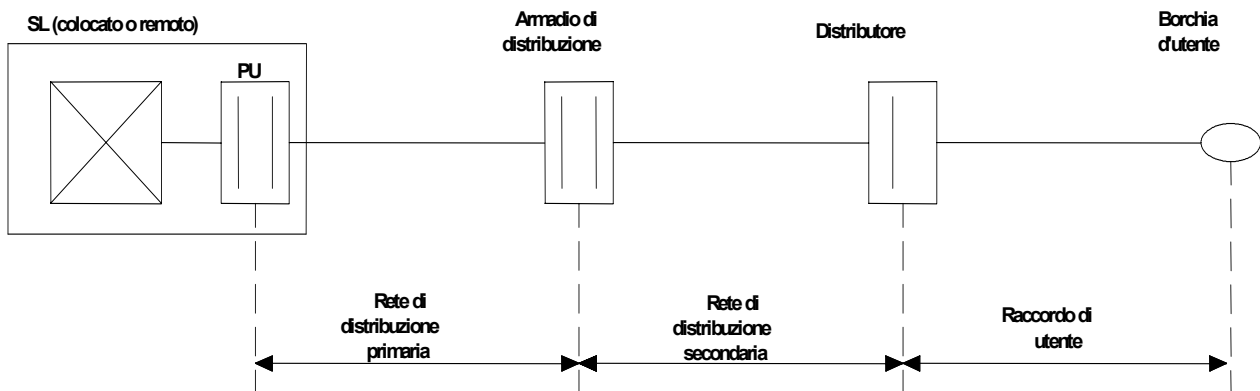 SL (colocato o remoto)
PU
Armadio di
distribuzione
Distributore
Borchia
d'utente
Rete di
distribuzione
primaria
Rete di
distribuzione
secondaria
Raccordo di
utente